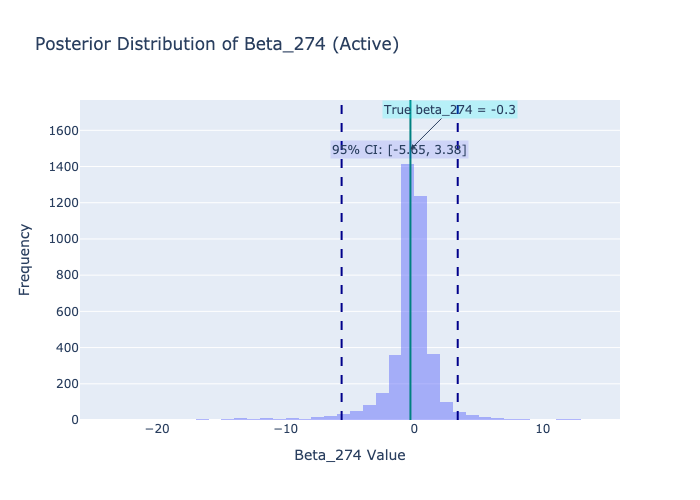 Posterior Distribution of Beta_274 (Active)
True beta_274 = -0.3
95% CI: [-5.65, 3.38]
1600
1400
1200
1000
800
600
400
200
0
Frequency
−20
−10
0
10
Beta_274 Value